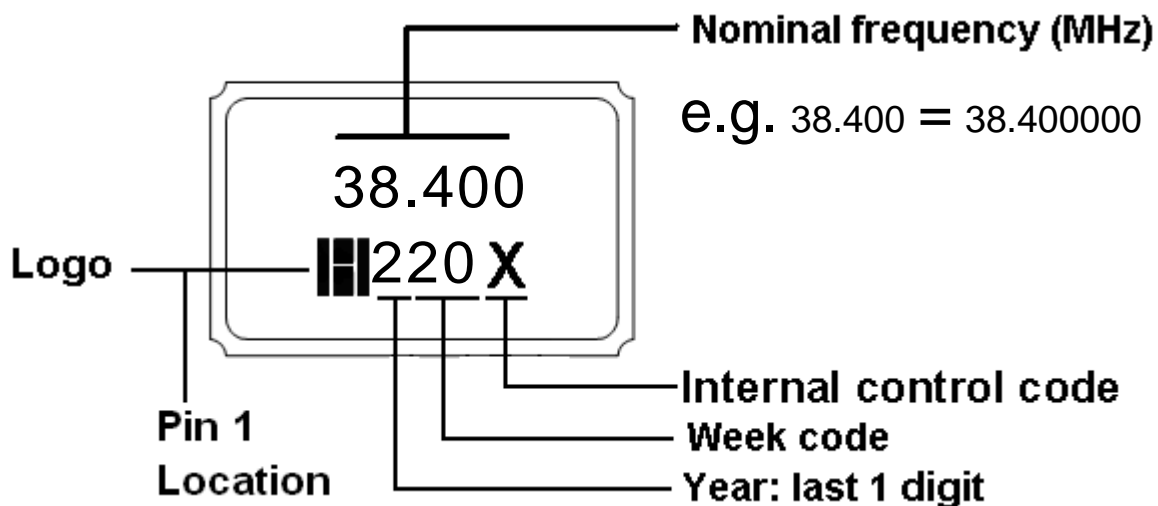 Nominal frequency (MHz)
e.g. 38.400 = 38.400000
38.400
Logo
220 X
Internal control code
Pin 1
Location
Week code
Year: last 1 digit